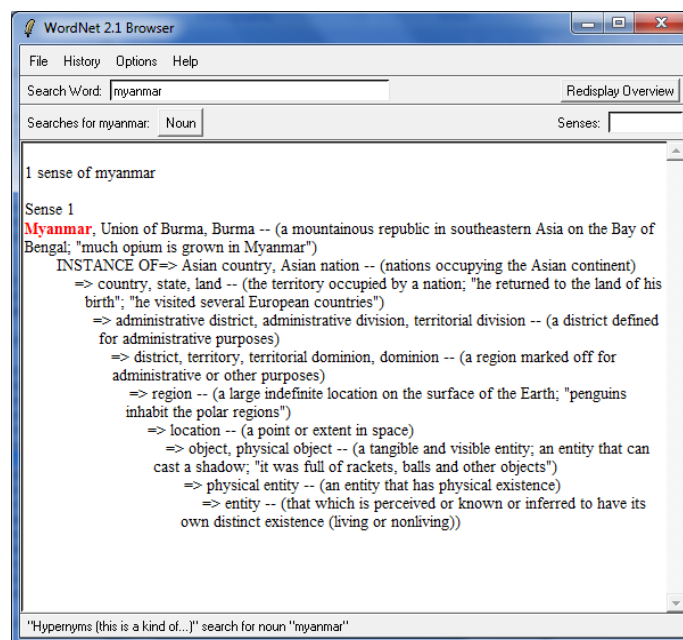 WordNet 2.1 Browser
File History Options Help
Search Word: myanmar Redisplay Overview
Searches for myanmar: Noun Senses:
1 sense of myanmar
Sense 1
Myanmar, Union of Burma, Burma -- (a mountainous republic in southeastern Asia on the Bay of
Bengal; "much opium is grown in Myanmar")
INSTANCE OF=> Asian country, Asian nation -- (nations occupying the Asian continent)
=> country, state, land -- (the territory occupied by a nation; "he returned to the land of his
birth"; "he visited several European countries")
=> administrative district, administrative division, territorial division -- (a district defined
for administrative purposes)
=> district, territory, territorial dominion, dominion -- (a region marked off for
administrative or other purposes)
=> region -- (a large indefinite location on the surface of the Earth; "penguins
inhabit the polar regions")
=> location -- (a point or extent in space)
=> object, physical object -- (a tangible and visible entity; an entity that can
cast a shadow; "it was full of rackets, balls and other objects")
=> physical entity -- (an entity that has physical existence)
=> entity -- (that which is perceived or known or inferred to have its
own distinct existence (living or nonliving))
"Hypernyms (this is a kind of...)" search for noun "myanmar"